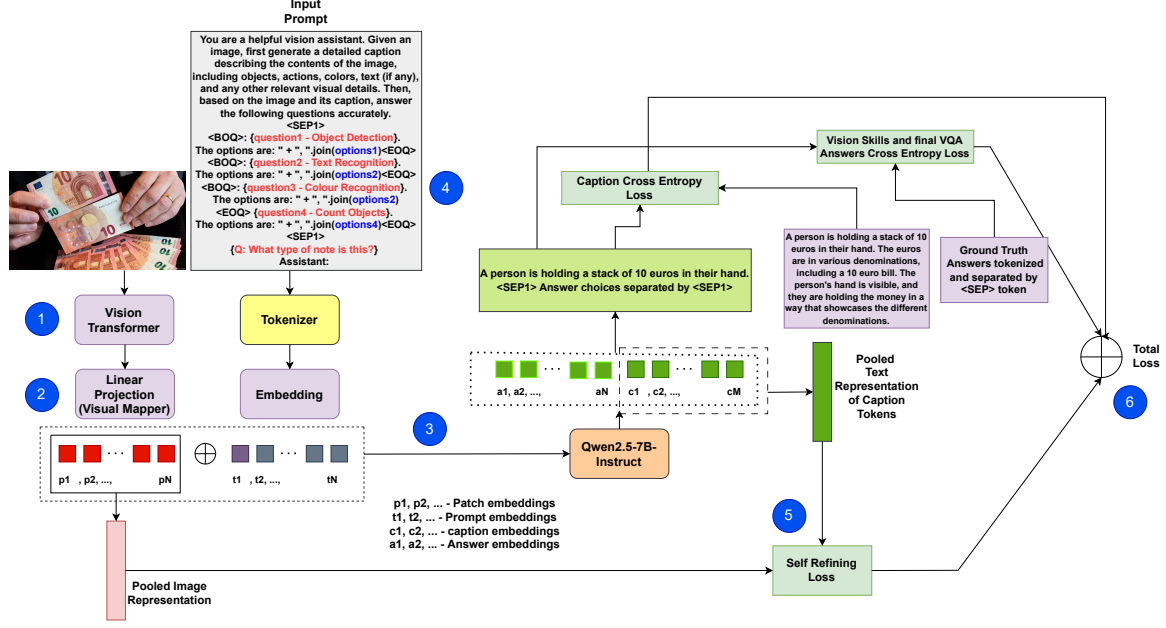 Input
Prompt
You are a helpful vision assistant. Given an
image, first generate a detailed caption
describing the contents of the image,
including objects, actions, colors, text (if any),
and any other relevant visual details. Then,
based on the image and its caption, answer
the following questions accurately.
<SEP1>
<BOQ>: {question1 - Object Detection}.
The options are: " + ", ".join(options1)<EOQ>
<BOQ>: {question2 - Text Recognition}.
The options are: " + ", ".join(options2)<EOQ>
<BOQ>: {question3 - Colour Recognition}.
The options are: " + ", ".join(options2)
<EOQ> {question4 - Count Objects}.
The options are: " + ", ".join(options4)<EOQ>
<SEP1>
{Q: What type of note is this?}
Assistant:
4
10
10
10
10
1
Vision
Transformer
Tokenizer
2
Linear
Projection
(Visual Mapper)
Embedding
p1 , p2, ...,
pN
t1 , t2, ...,
tN
3
Pooled Image
Representation
Qwen2.5-7B-
Instruct
a1, a2, ...,
aN
c1 , c2, ...,
cM
p1, p2, ... - Patch embeddings
t1, t2, ... - Prompt embeddings
c1, c2, ... - caption embeddings
a1, a2, ... - Answer embeddings
A person is holding a stack of 10 euros in their hand.
<SEP1> Answer choices separated by <SEP1>
Caption Cross Entropy
Loss
Vision Skills and final VQA
Answers Cross Entropy Loss
A person is holding a stack of 10
euros in their hand. The euros
are in various denominations,
including a 10 euro bill. The
person's hand is visible, and
they are holding the money in a
way that showcases the different
denominations.
Ground Truth
Answers tokenized
and separated by
<SEP> token
Pooled
Text
Representation
of Caption
Tokens
5
Self Refining
Loss
Total
Loss
6